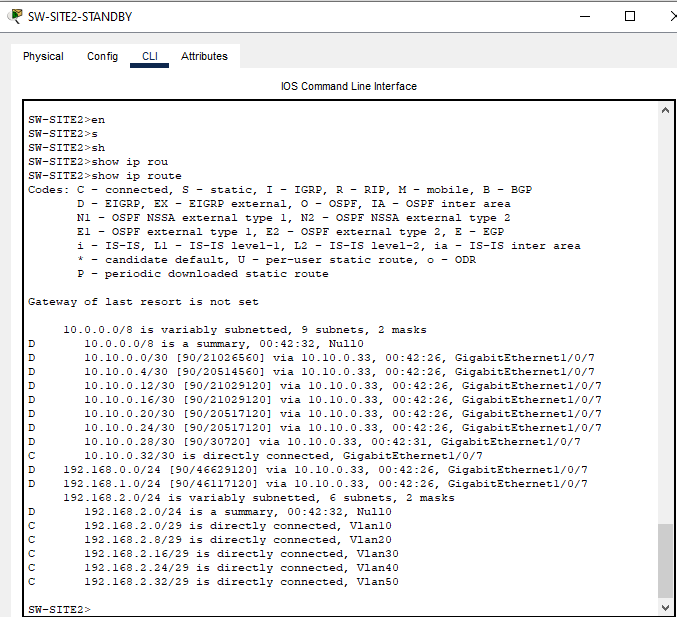 SW-SITE2-STANDBY
Physical Config CLI Attributes
IOS Command Line Interface
SW-SITE2>en
SW-SITE2>s
SW-SITE2>sh
SW-SITE2>show ip rou
SW-SITE2>show ip route
Codes: C - connected, S - static, I - IGRP, R - RIP, M - mobile, B - BGP
       D - EIGRP, EX - EIGRP external, O - OSPF, IA - OSPF inter area
       N1 - OSPF NSSA external type 1, N2 - OSPF NSSA external type 2
       E1 - OSPF external type 1, E2 - OSPF external type 2, E - EGP
       i - IS-IS, L1 - IS-IS level-1, L2 - IS-IS level-2, ia - IS-IS inter area
       * - candidate default, U - per-user static route, o - ODR
       P - periodic downloaded static route
Gateway of last resort is not set
     10.0.0.0/8 is variably subnetted, 9 subnets, 2 masks
D       10.0.0.0/8 is a summary, 00:42:32, Null0
D       10.10.0.0/30 [90/21026560] via 10.10.0.33, 00:42:26, GigabitEthernet1/0/7
D       10.10.0.4/30 [90/20514560] via 10.10.0.33, 00:42:26, GigabitEthernet1/0/7
D       10.10.0.12/30 [90/21029120] via 10.10.0.33, 00:42:26, GigabitEthernet1/0/7
D       10.10.0.16/30 [90/21029120] via 10.10.0.33, 00:42:26, GigabitEthernet1/0/7
D       10.10.0.20/30 [90/20517120] via 10.10.0.33, 00:42:26, GigabitEthernet1/0/7
D       10.10.0.24/30 [90/20517120] via 10.10.0.33, 00:42:26, GigabitEthernet1/0/7
D       10.10.0.28/30 [90/30720] via 10.10.0.33, 00:42:31, GigabitEthernet1/0/7
C       10.10.0.32/30 is directly connected, GigabitEthernet1/0/7
D    192.168.0.0/24 [90/46629120] via 10.10.0.33, 00:42:26, GigabitEthernet1/0/7
D    192.168.1.0/24 [90/46117120] via 10.10.0.33, 00:42:26, GigabitEthernet1/0/7
     192.168.2.0/24 is variably subnetted, 6 subnets, 2 masks
D       192.168.2.0/24 is a summary, 00:42:32, Null0
C       192.168.2.0/29 is directly connected, Vlan10
C       192.168.2.8/29 is directly connected, Vlan20
C       192.168.2.16/29 is directly connected, Vlan30
C       192.168.2.24/29 is directly connected, Vlan40
C       192.168.2.32/29 is directly connected, Vlan50
SW-SITE2>